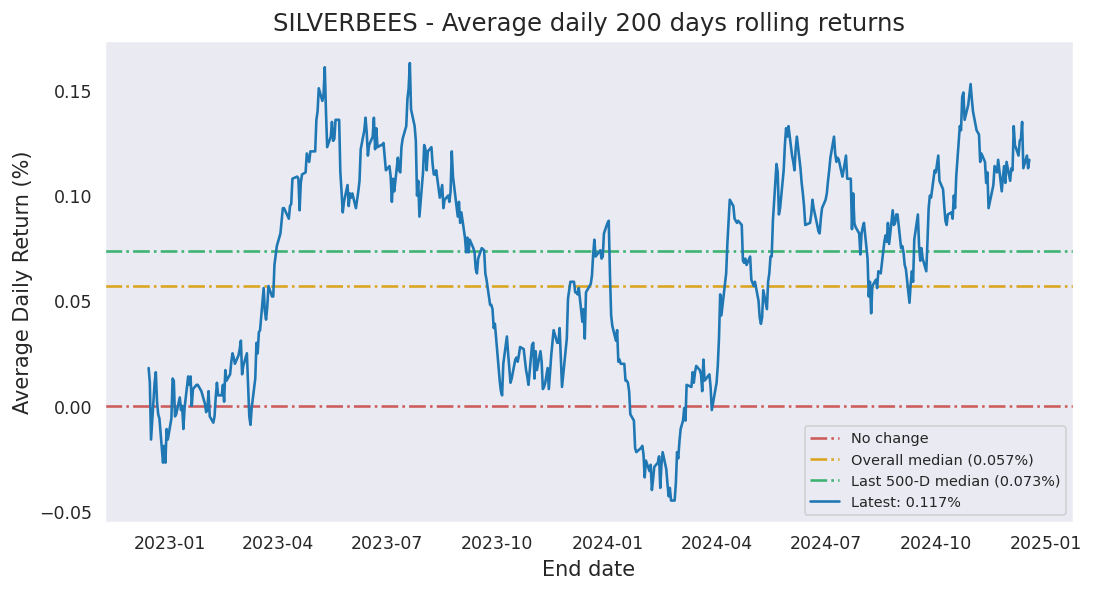 SILVERBEES - Average daily 200 days rolling returns
Average Daily Return (%)
0.15
0.10
0.05
0.00
−0.05
No change
Overall median (0.057%)
Last 500-D median (0.073%)
Latest: 0.117%
2023-01 2023-04 2023-07 2023-10 2024-01 2024-04 2024-07 2024-10 2025-01
End date